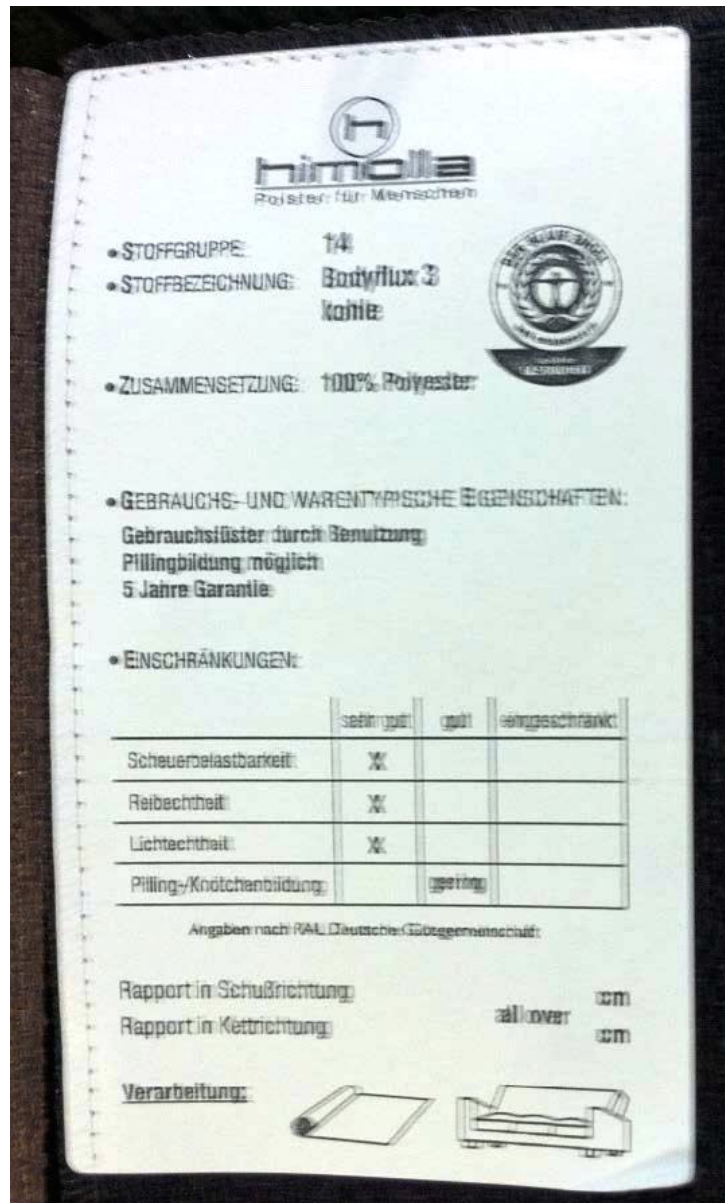 h
himolla
Polster für Menschen
• STOFFGRUPPE: 14
• STOFFBEZEICHNUNG: Bodyflux 3
kohle
• ZUSAMMENSETZUNG: 100% Polyester
• GEBRAUCHS- UND WARENTYPISCHE EIGENSCHAFTEN:
Gebrauchslüster durch Benutzung
Pillingbildung möglich
5 Jahre Garantie
• EINSCHRÄNKUNGEN:
sehr gut gut eingeschränkt
Scheuerbelastbarkeit X
Reibechtheit X
Lichtechtheit X
Pilling-/Knötchenbildung gering
Angaben nach RAL Deutsche Gütegemeinschaft
Rapport in Schußrichtung cm
all over
Rapport in Kettrichtung cm
Verarbeitung: